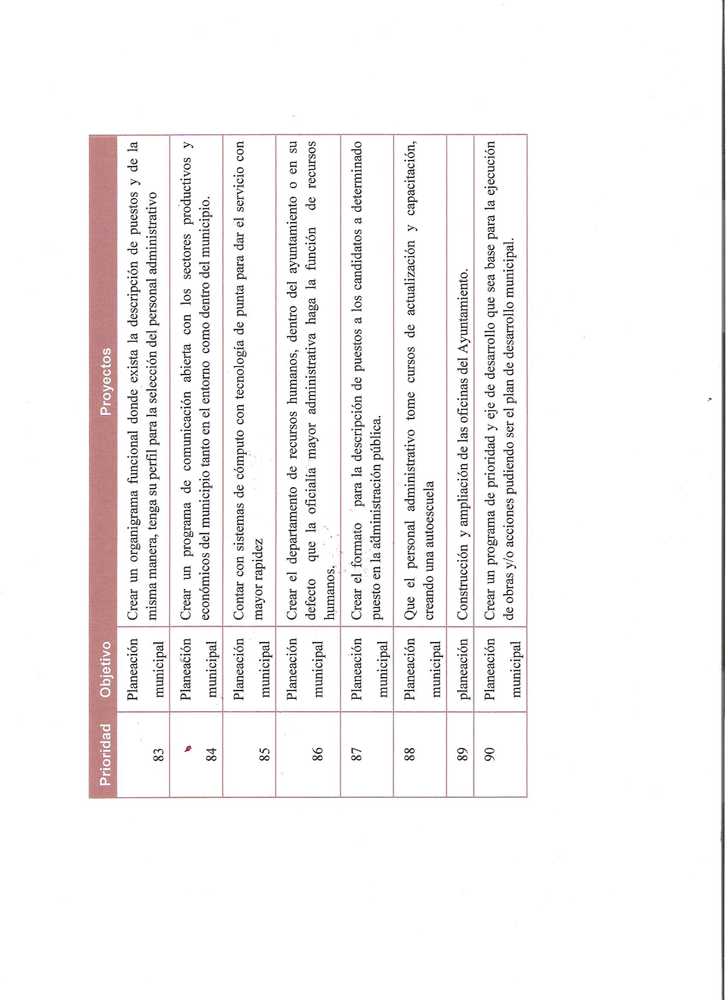 Prioridad Objetivo Proyectos
Planeación Crear un organigrama funcional donde exista la descripción de puestos y de la
83 municipal misma manera, tenga su perfil para la selección del personal administrativo
Planeación Crear un programa de comunicación abierta con los sectores productivos y
84 municipal económicos del municipio tanto en el entorno como dentro del municipio.
Planeación Contar con sistemas de cómputo con tecnología de punta para dar el servicio con
85 municipal mayor rapidez
Planeación Crear el departamento de recursos humanos, dentro del ayuntamiento o en su
86 municipal defecto que la oficialía mayor administrativa haga la función de recursos
humanos.
87 Planeación Crear el formato para la descripción de puestos a los candidatos a determinado
municipal puesto en la administración pública.
88 Planeación Que el personal administrativo tome cursos de actualización y capacitación,
municipal creando una autoescuela
89 planeación Construcción y ampliación de las oficinas del Ayuntamiento.
90 Planeación Crear un programa de prioridad y eje de desarrollo que sea base para la ejecución
municipal de obras y/o acciones pudiendo ser el plan de desarrollo municipal.